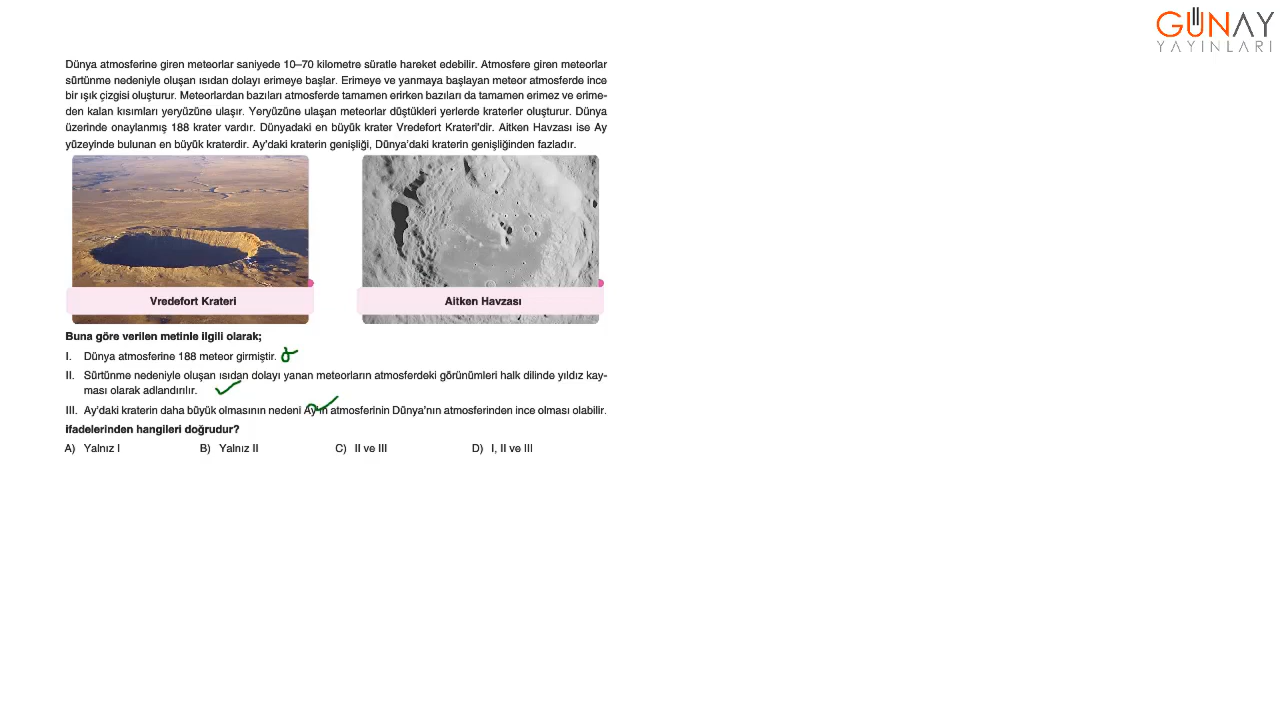 GÜNAY
YAYINLARI
Dünya atmosferine giren meteorlar saniyede 10–70 kilometre süratle hareket edebilir. Atmosfere giren meteorlar
sürtünme nedeniyle oluşan ısıdan dolayı erimeye başlar. Erimeye ve yanmaya başlayan meteor atmosferde ince
bir ışık çizgisi oluşturur. Meteorlardan bazıları atmosferde tamamen erirken bazıları da tamamen erimez ve erime-
den kalan kısımları yeryüzüne ulaşır. Yeryüzüne ulaşan meteorlar düştükleri yerlerde kraterler oluşturur. Dünya
üzerinde onaylanmış 188 krater vardır. Dünyadaki en büyük krater Vredefort Krateri’dir. Aitken Havzası ise Ay
yüzeyinde bulunan en büyük kraterdir. Ay’daki kraterin genişliği, Dünya’daki kraterin genişliğinden fazladır.
Vredefort Krateri
Aitken Havzası
Buna göre verilen metinle ilgili olarak;
I. Dünya atmosferine 188 meteor girmiştir.
II. Sürtünme nedeniyle oluşan ısıdan dolayı yanan meteorların atmosferdeki görünümleri halk dilinde yıldız kay-
ması olarak adlandırılır.
III. Ay’daki kraterin daha büyük olmasının nedeni Ay’ın atmosferinin Dünya’nın atmosferinden ince olması olabilir.
ifadelerinden hangileri doğrudur?
A) Yalnız I B) Yalnız II C) II ve III D) I, II ve III